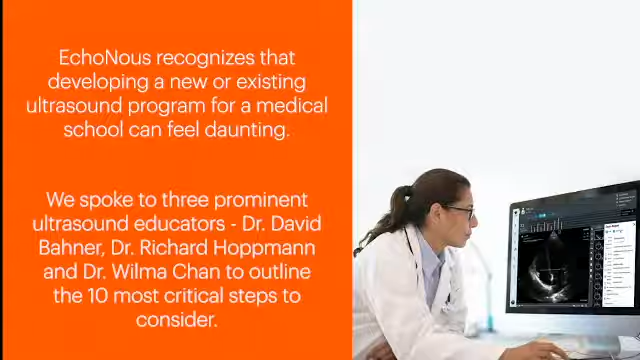 EchoNous recognizes that
developing a new or existing
ultrasound program for a medical
school can feel daunting.
We spoke to three prominent
ultrasound educators - Dr. David
Bahner, Dr. Richard Hoppmann
and Dr. Wilma Chan to outline
the 10 most critical steps to
consider.